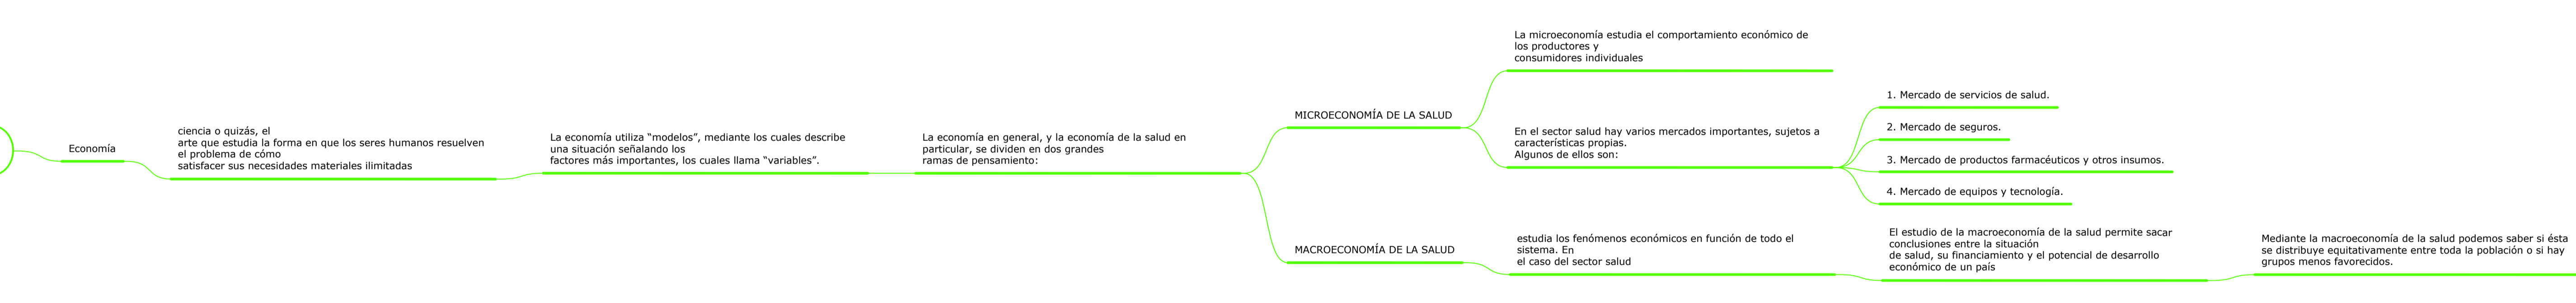 Economía
ciencia o quizás, el
arte que estudia la forma en que los seres humanos resuelven
el problema de cómo
satisfacer sus necesidades materiales ilimitadas
La economía utiliza “modelos”, mediante los cuales describe
una situación señalando los
factores más importantes, los cuales llama “variables”.
La economía en general, y la economía de la salud en
particular, se dividen en dos grandes
ramas de pensamiento:
MICROECONOMÍA DE LA SALUD
La microeconomía estudia el comportamiento económico de
los productores y
consumidores individuales
En el sector salud hay varios mercados importantes, sujetos a
características propias.
Algunos de ellos son:
1. Mercado de servicios de salud.
2. Mercado de seguros.
3. Mercado de productos farmacéuticos y otros insumos.
4. Mercado de equipos y tecnología.
MACROECONOMÍA DE LA SALUD
estudia los fenómenos económicos en función de todo el
sistema. En
el caso del sector salud
El estudio de la macroeconomía de la salud permite sacar
conclusiones entre la situación
de salud, su financiamiento y el potencial de desarrollo
económico de un país
Mediante la macroeconomía de la salud podemos saber si ésta
se distribuye equitativamente entre toda la población o si hay
grupos menos favorecidos.